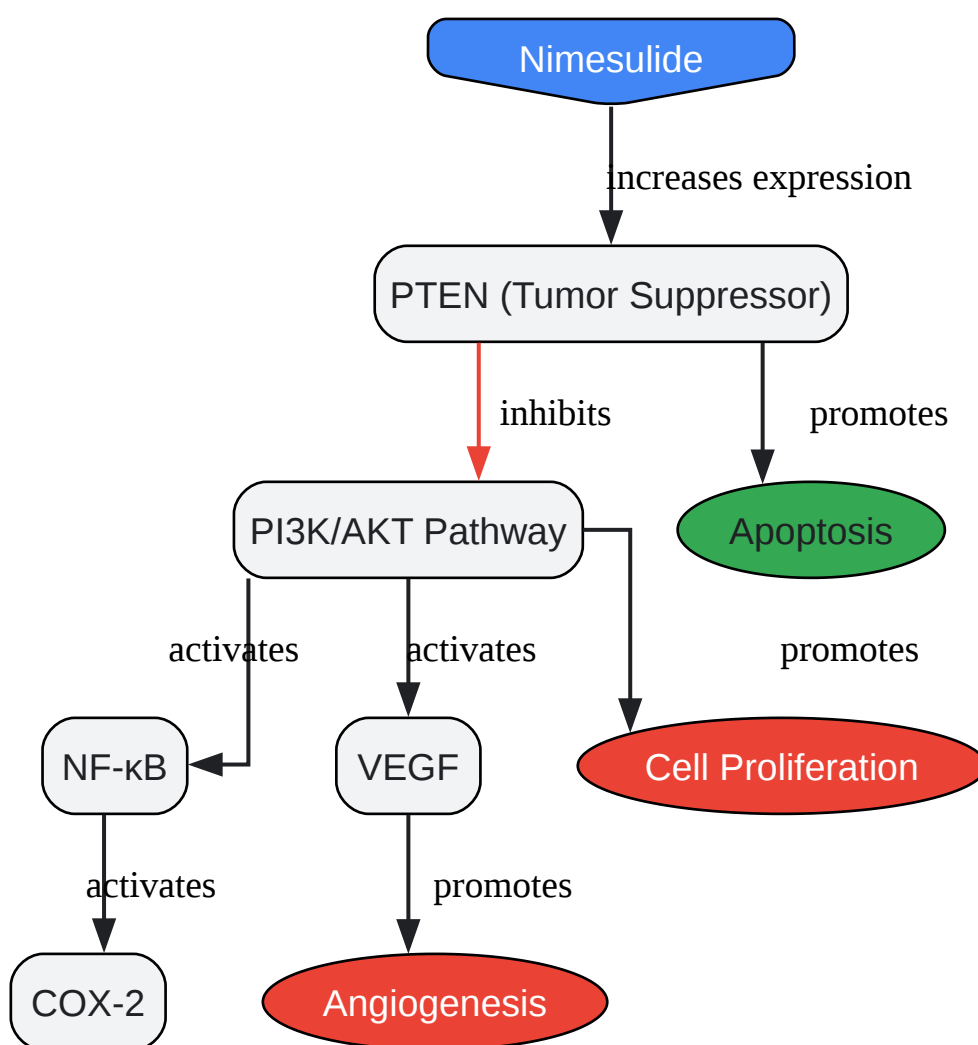 Nimesulide
increases expression
PTEN (Tumor Suppressor)
inhibits
promotes
PI3K/AKT Pathway
Apoptosis
activates
activates
promotes
NF-κB
VEGF
Cell Proliferation
activates
promotes
COX-2
Angiogenesis